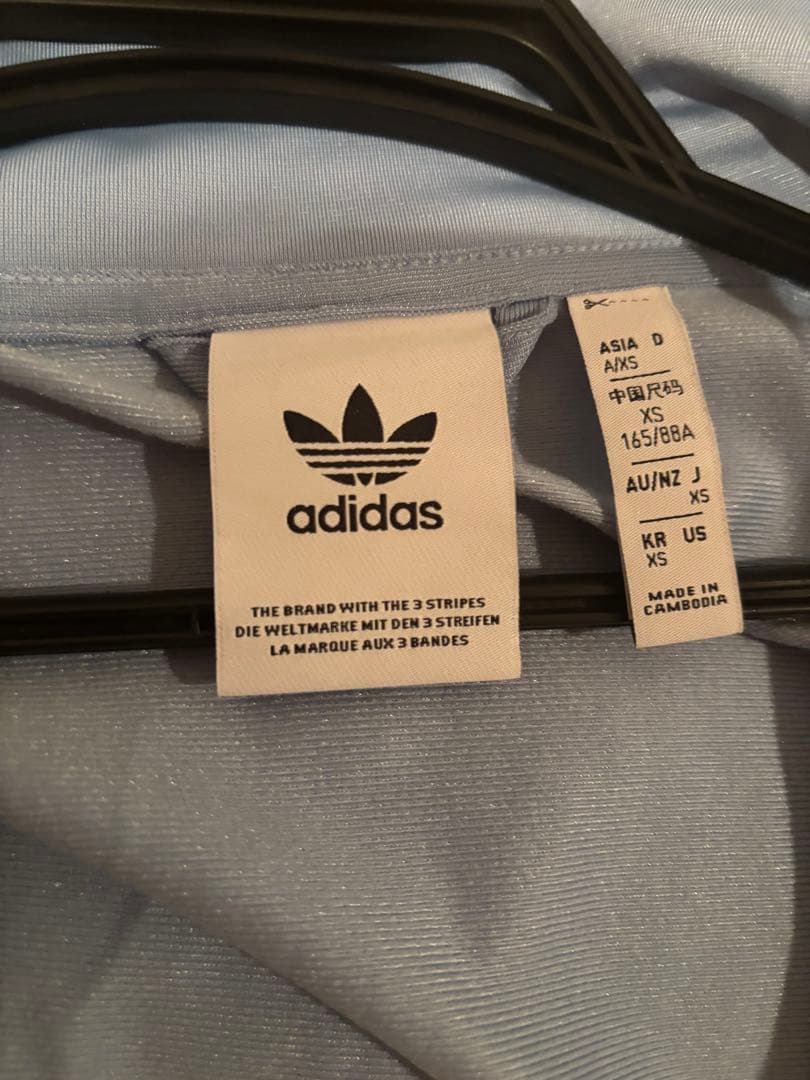 adidas
THE BRAND WITH THE 3 STRIPES
DIE WELTMARKE MIT DEN 3 STREIFEN
LA MARQUE AUX 3 BANDES
ASIA D
A/XS
中国尺码
XS
165/88A
AU/NZ J
XS
KR US
XS
MADE IN
CAMBODIA